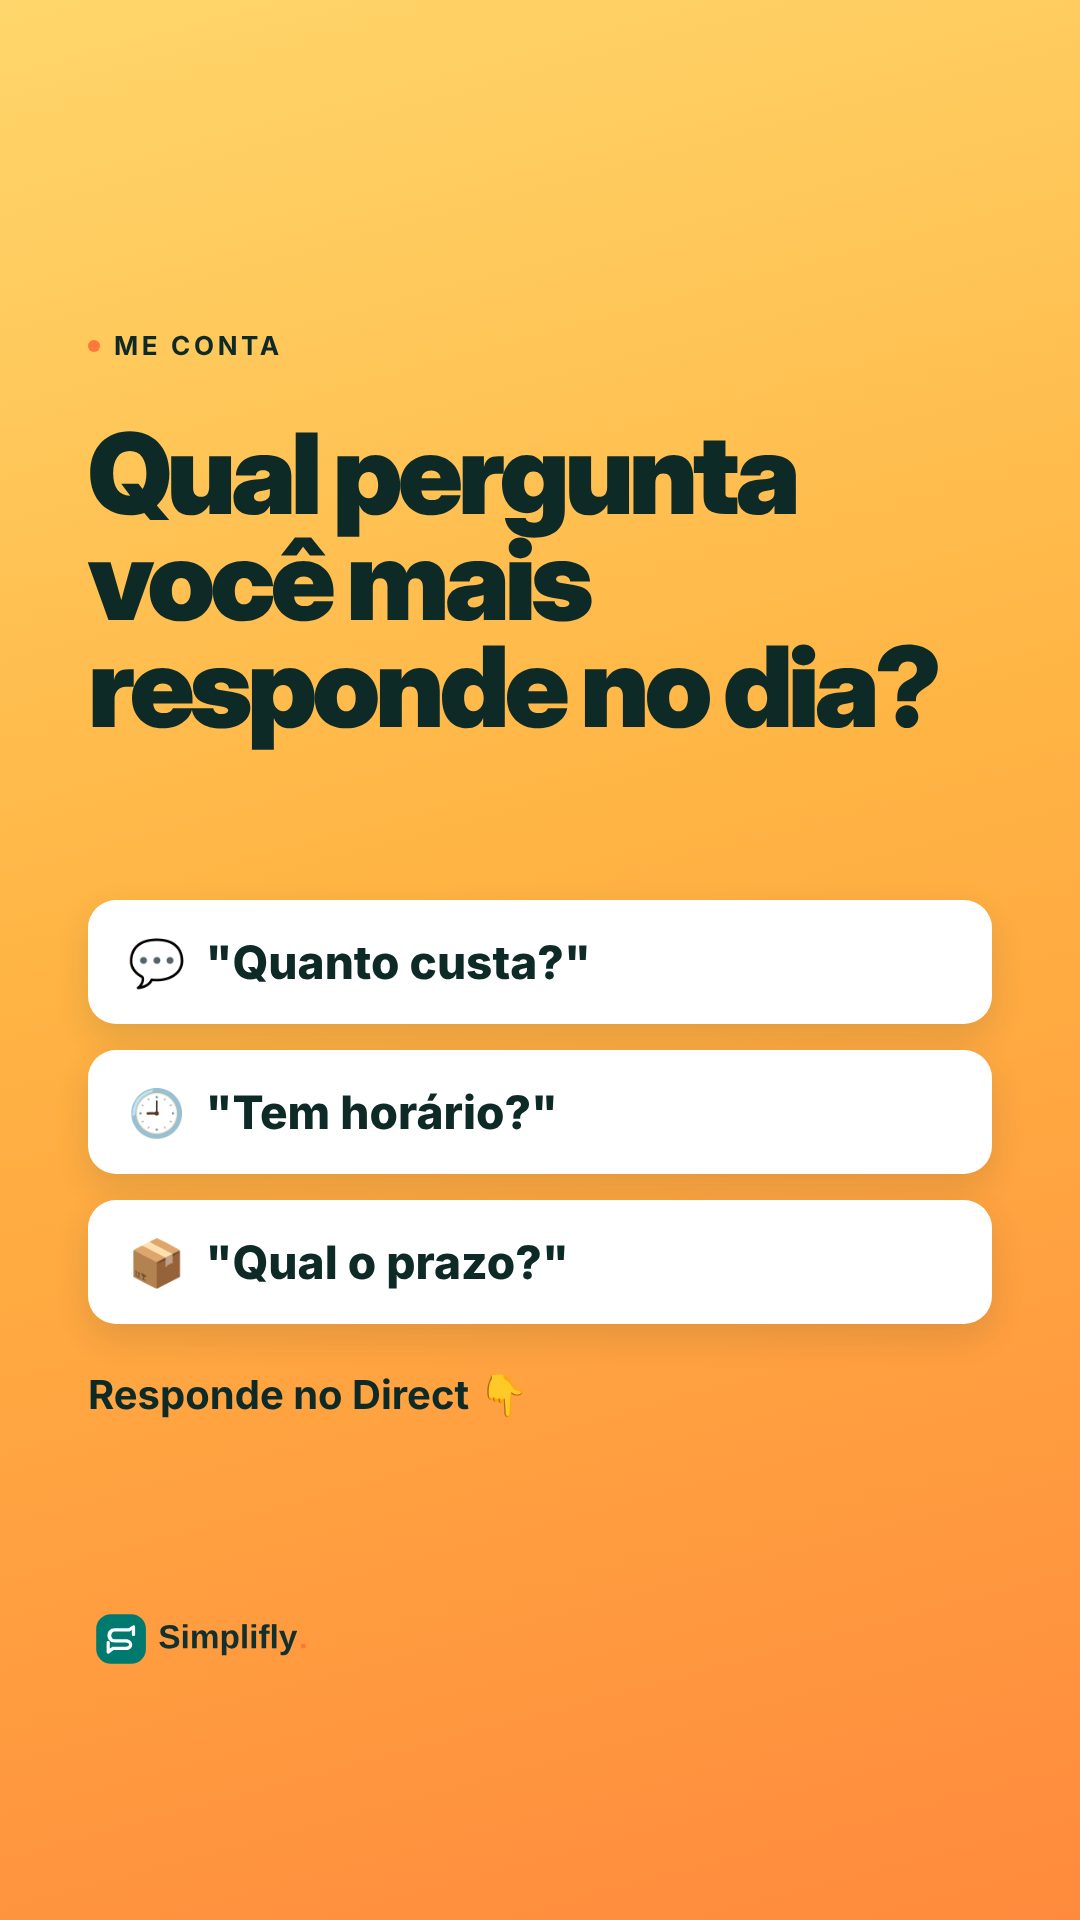 ME CONTA
Qual pergunta
você mais
responde no dia?
💬 "Quanto custa?"
🕘 "Tem horário?"
📦 "Qual o prazo?"
Responde no Direct 👇
Simplifly.